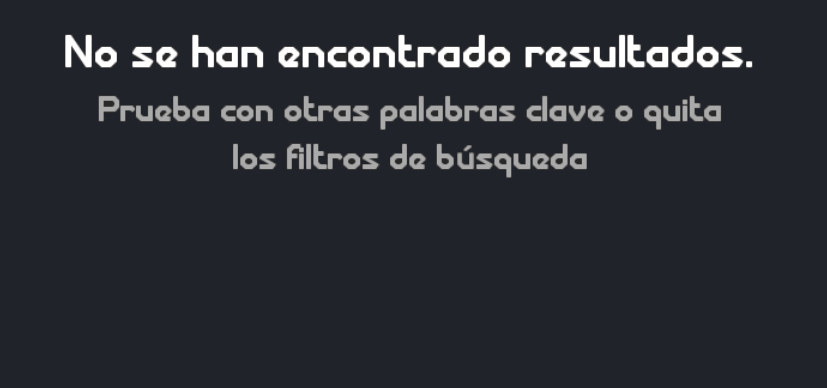 No se han encontrado resultados.
Prueba con otras palabras clave o quita
los filtros de búsqueda